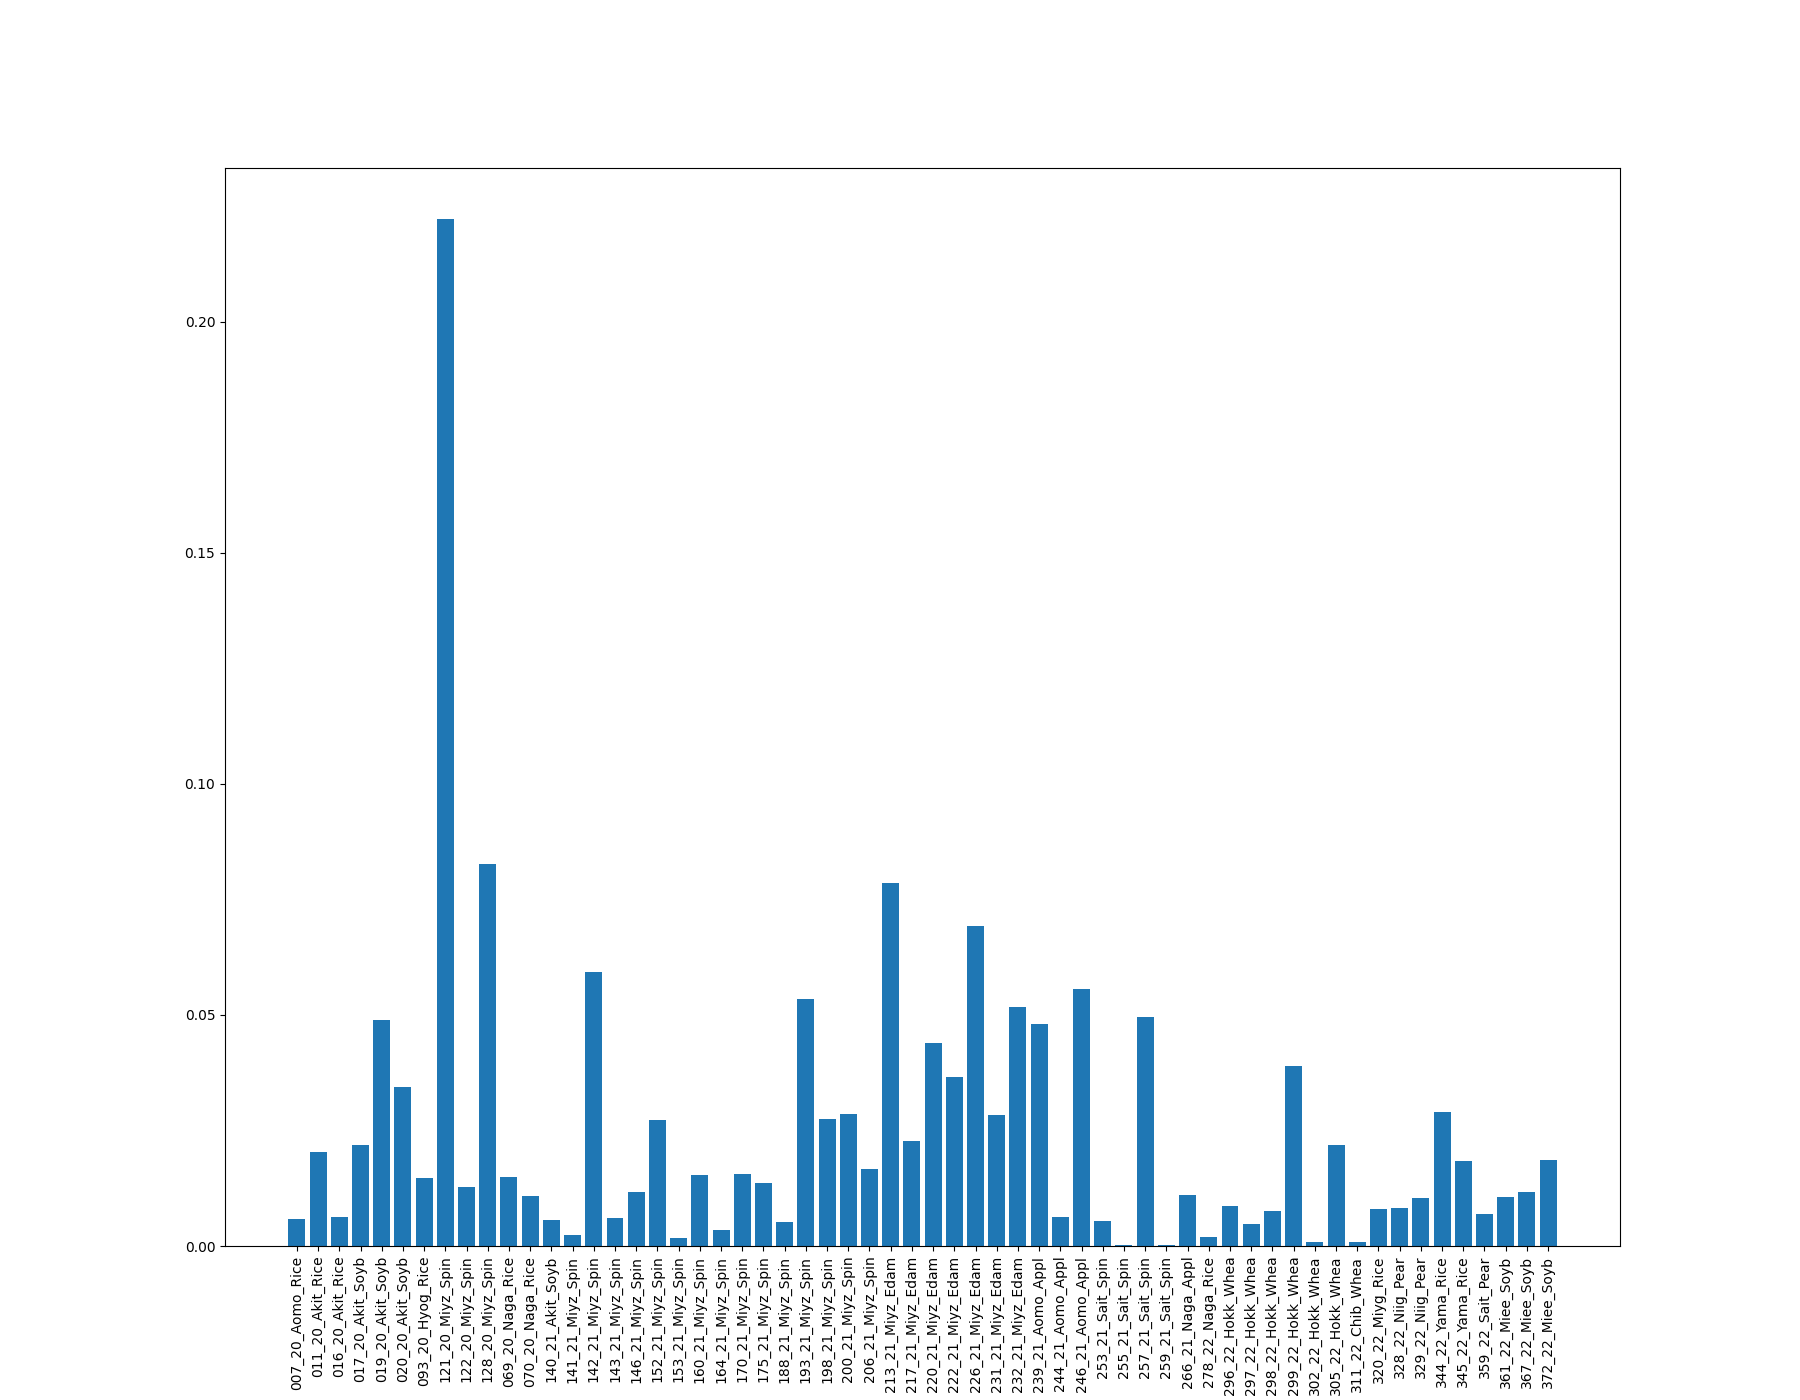 0.20
0.15
0.10
0.05
0.00
007_20_Aomo_Rice
011_20_Akit_Rice
016_20_Akit_Rice
017_20_Akit_Soyb
019_20_Akit_Soyb
020_20_Akit_Soyb
093_20_Hyog_Rice
121_20_Miyz_Spin
122_20_Miyz_Spin
128_20_Miyz_Spin
069_20_Naga_Rice
070_20_Naga_Rice
140_21_Akit_Soyb
141_21_Miyz_Spin
142_21_Miyz_Spin
143_21_Miyz_Spin
146_21_Miyz_Spin
152_21_Miyz_Spin
153_21_Miyz_Spin
160_21_Miyz_Spin
164_21_Miyz_Spin
170_21_Miyz_Spin
175_21_Miyz_Spin
188_21_Miyz_Spin
193_21_Miyz_Spin
198_21_Miyz_Spin
200_21_Miyz_Spin
206_21_Miyz_Spin
213_21_Miyz_Edam
217_21_Miyz_Edam
220_21_Miyz_Edam
222_21_Miyz_Edam
226_21_Miyz_Edam
231_21_Miyz_Edam
232_21_Miyz_Edam
239_21_Aomo_Appl
244_21_Aomo_Appl
246_21_Aomo_Appl
253_21_Sait_Spin
255_21_Sait_Spin
257_21_Sait_Spin
259_21_Sait_Spin
266_21_Naga_Appl
278_22_Naga_Rice
296_22_Hokk_Whea
297_22_Hokk_Whea
298_22_Hokk_Whea
299_22_Hokk_Whea
302_22_Hokk_Whea
305_22_Hokk_Whea
311_22_Chib_Whea
320_22_Miyg_Rice
328_22_Niig_Pear
329_22_Niig_Pear
344_22_Yama_Rice
345_22_Yama_Rice
359_22_Sait_Pear
361_22_Miee_Soyb
367_22_Miee_Soyb
372_22_Miee_Soyb